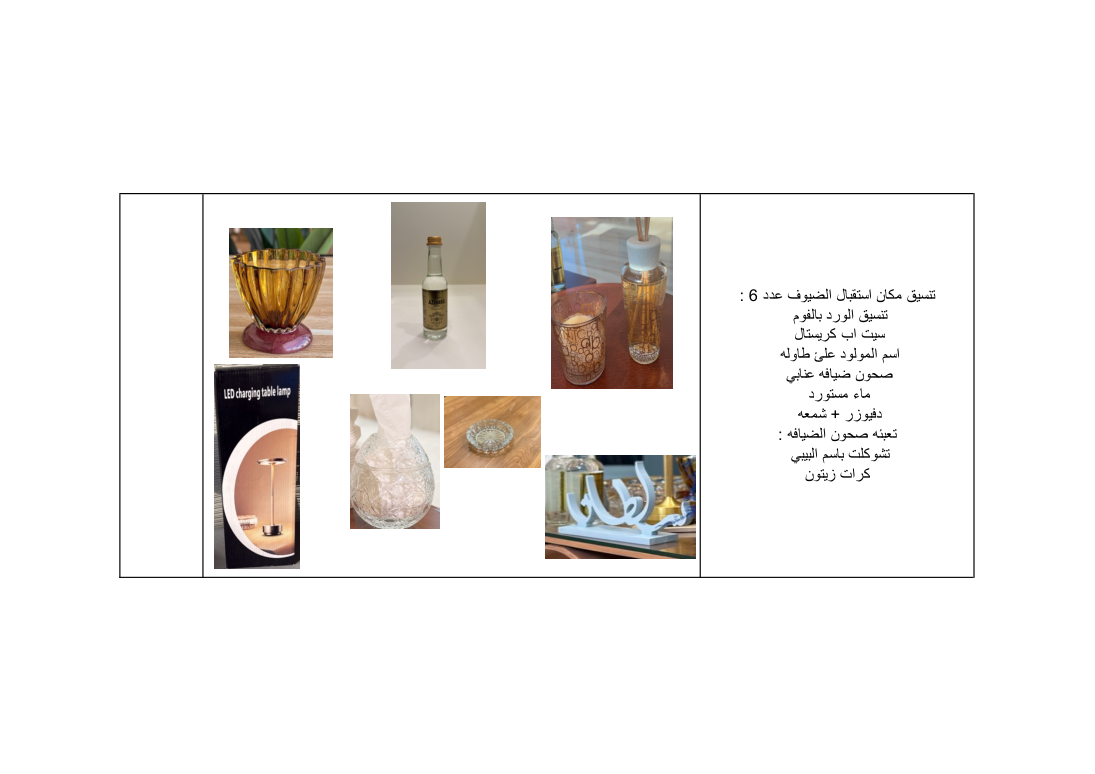 تنسيق مكان استقبال الضيوف عدد 6 :
تنسيق الورد بالفوم
سيت اب كريستال
اسم المولود علئ طاوله
صحون ضيافه عنابي
ماء مستورد
دفيوزر + شمعه
تعبئه صحون الضيافه :
تشوكلت باسم البيبي
كرات زيتون
LED charging table lamp